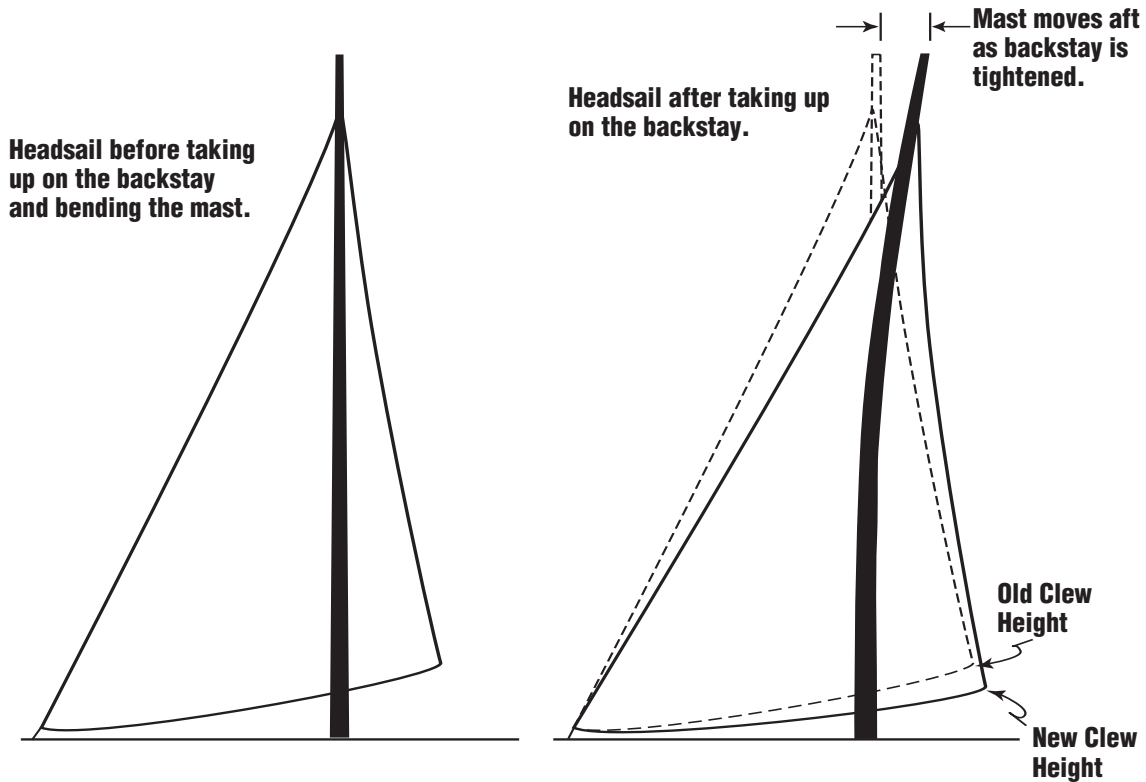 Headsail before taking
up on the backstay
and bending the mast.
Headsail after taking up
on the backstay.
Mast moves aft
as backstay is
tightened.
Old Clew
Height
New Clew
Height